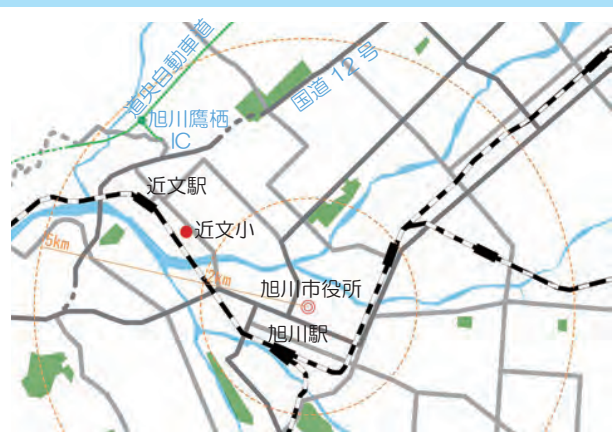 道央自動車道
国道12号
旭川鷹栖
IC
近文駅
近文小
5km
2km
旭川市役所
旭川駅